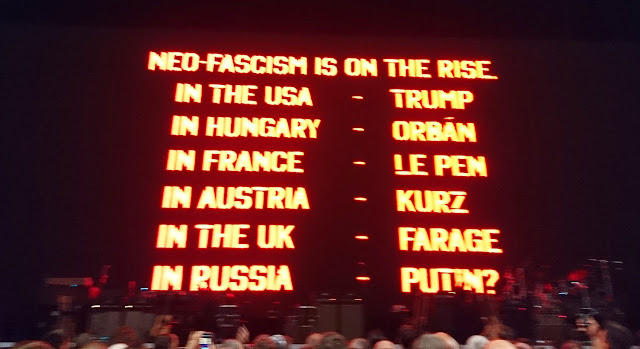 NEO-FASCISM IS ON THE RISE.
IN THE USA - TRUMP
IN HUNGARY - ORBÁN
IN FRANCE - LE PEN
IN AUSTRIA - KURZ
IN THE UK - FARAGE
IN RUSSIA - PUTIN?